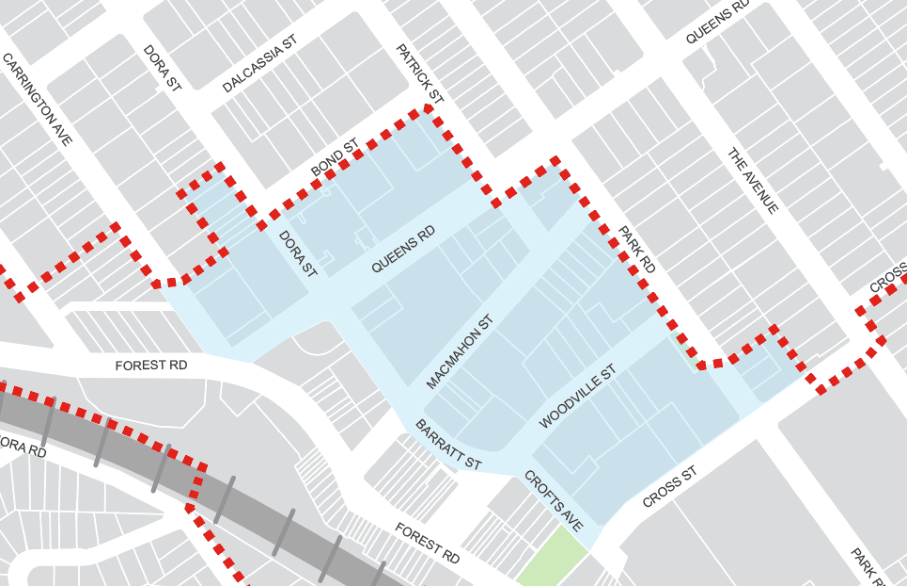 QUEENS RD
DALCASSIA ST
DORA ST
PATRICK ST
CARRINGTON AVE
BOND ST
THE AVENUE
QUEENS RD
DORA ST
PARK RD
CROSS
MACMAHON ST
FOREST RD
WOODVILLE ST
BARRATT ST
ORA RD
CROSS ST
CROFTS AVE
FOREST RD
PARK R